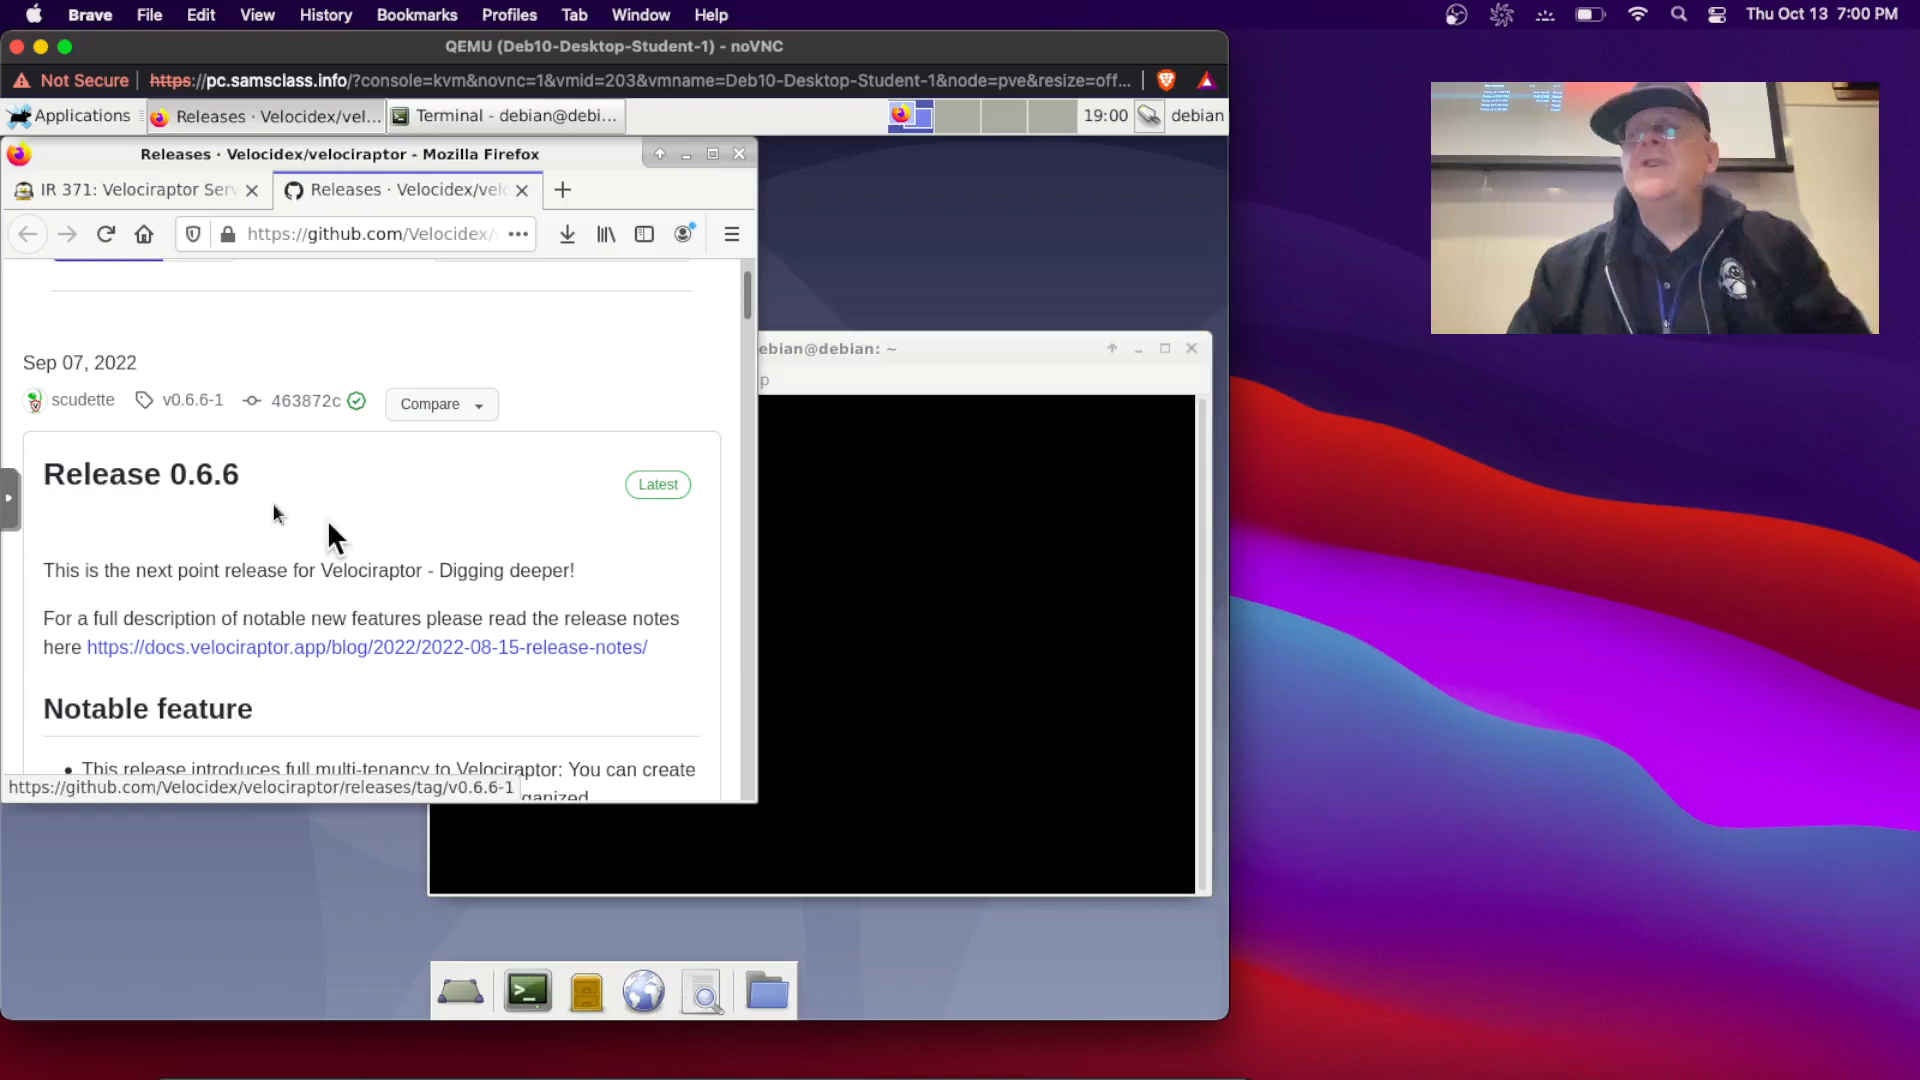 Brave File Edit View History Bookmarks Profiles Tab Window Help
Thu Oct 13 7:00 PM
QEMU (Deb10-Desktop-Student-1) - noVNC
Not Secure https://pc.samsclass.info/?console=kvm&novnc=1&vmid=203&vmname=Deb10-Desktop-Student-1&node=pve&resize=off...
Applications Releases · Velocidex/vel... Terminal - debian@debi... 19:00 debian
Releases · Velocidex/velociraptor - Mozilla Firefox
IR 371: Velociraptor Serv Releases · Velocidex/velo
https://github.com/Velocidex/
Sep 07, 2022
scudette v0.6.6-1 463872c Compare
Release 0.6.6
Latest
This is the next point release for Velociraptor - Digging deeper!
For a full description of notable new features please read the release notes
here https://docs.velociraptor.app/blog/2022/2022-08-15-release-notes/
Notable feature
This release introduces full multi-tenancy to Velociraptor: You can create
ganized
https://github.com/Velocidex/velociraptor/releases/tag/v0.6.6-1
ebian@debian: ~
p